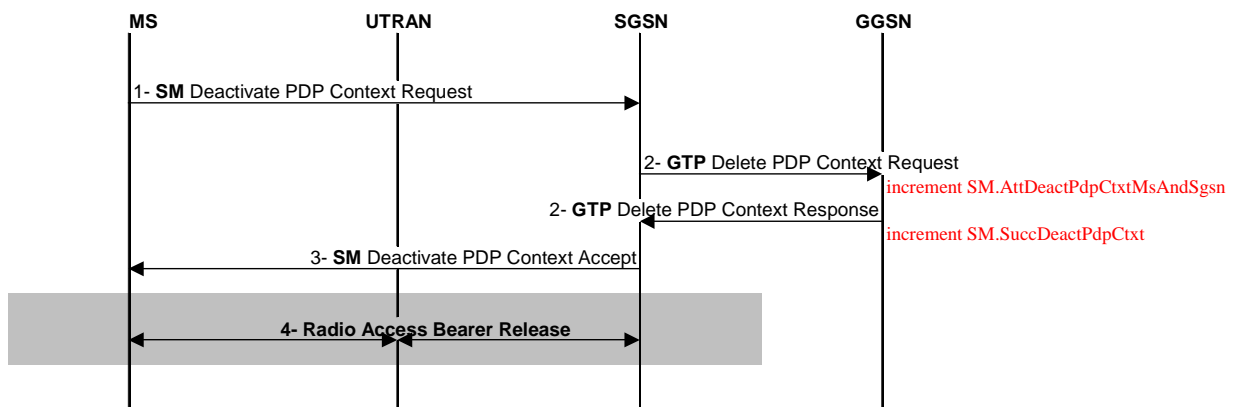 MS UTRAN SGSN GGSN
1- SM Deactivate PDP Context Request
2- GTP Delete PDP Context Request
increment SM.AttDeactPdpCtxtMsAndSgsn
2- GTP Delete PDP Context Response
increment SM.SuccDeactPdpCtxt
3- SM Deactivate PDP Context Accept
4- Radio Access Bearer Release